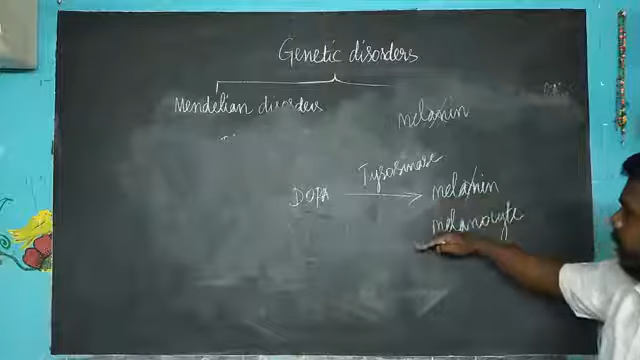 Genetic disorders
Mendelian disorders
melanin
Tyrosinase
DOPA
melanin
melanocyte